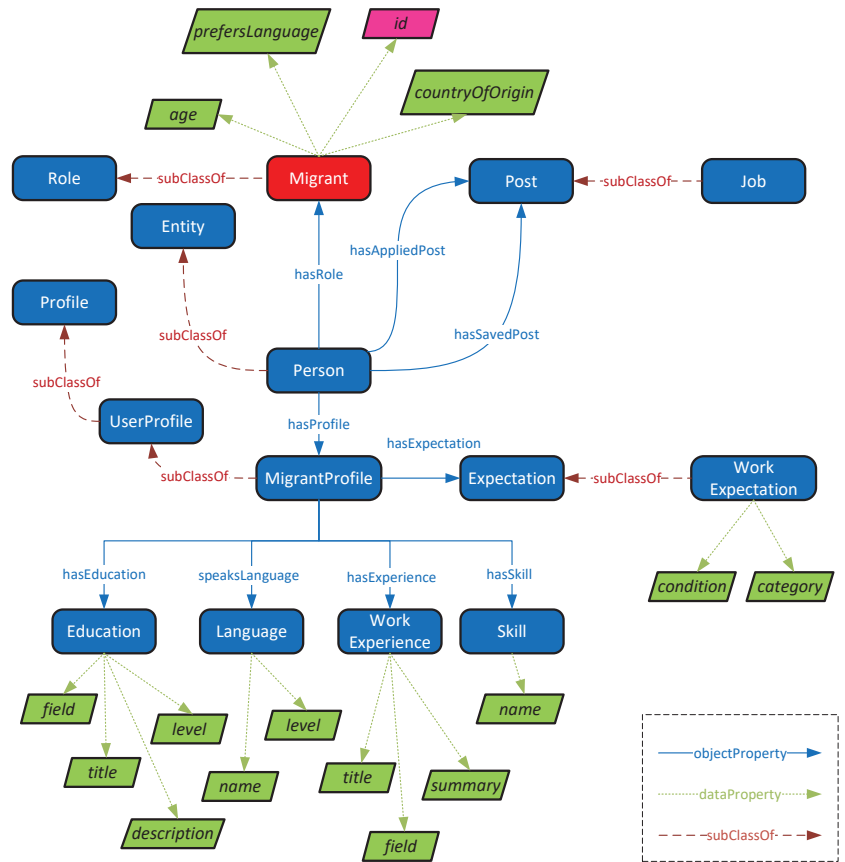 prefersLanguage
id
countryOfOrigin
age
Role
subClassOf
Migrant
Post
subClassOf
Job
Entity
hasAppliedPost
hasRole
Profile
hasSavedPost
subClassOf
Person
subClassOf
UserProfile
hasProfile
hasExpectation
subClassOf
MigrantProfile
Expectation
subClassOf
Work
Expectation
hasEducation
speaksLanguage
hasExperience
hasSkill
condition
category
Education
Language
Work
Experience
Skill
field
level
level
name
title
name
title
summary
description
field
objectProperty
dataProperty
subClassOf